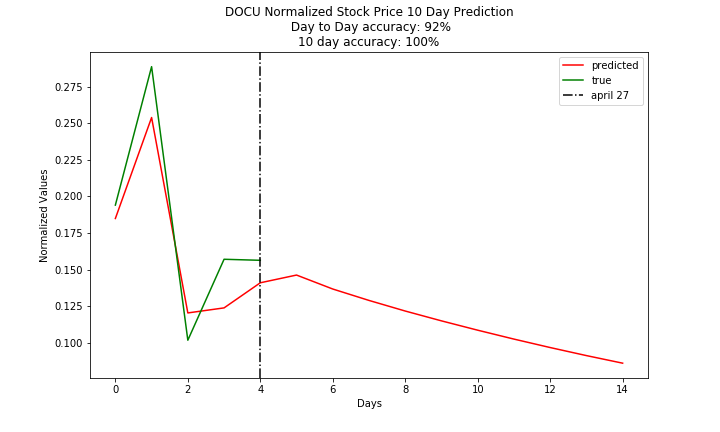 DOCU Normalized Stock Price 10 Day Prediction
Day to Day accuracy: 92%
10 day accuracy: 100%
predicted
true
april 27
0.275
0.250
0.225
0.200
0.175
0.150
0.125
0.100
Normalized Values
0 2 4 6 8 10 12 14
Days